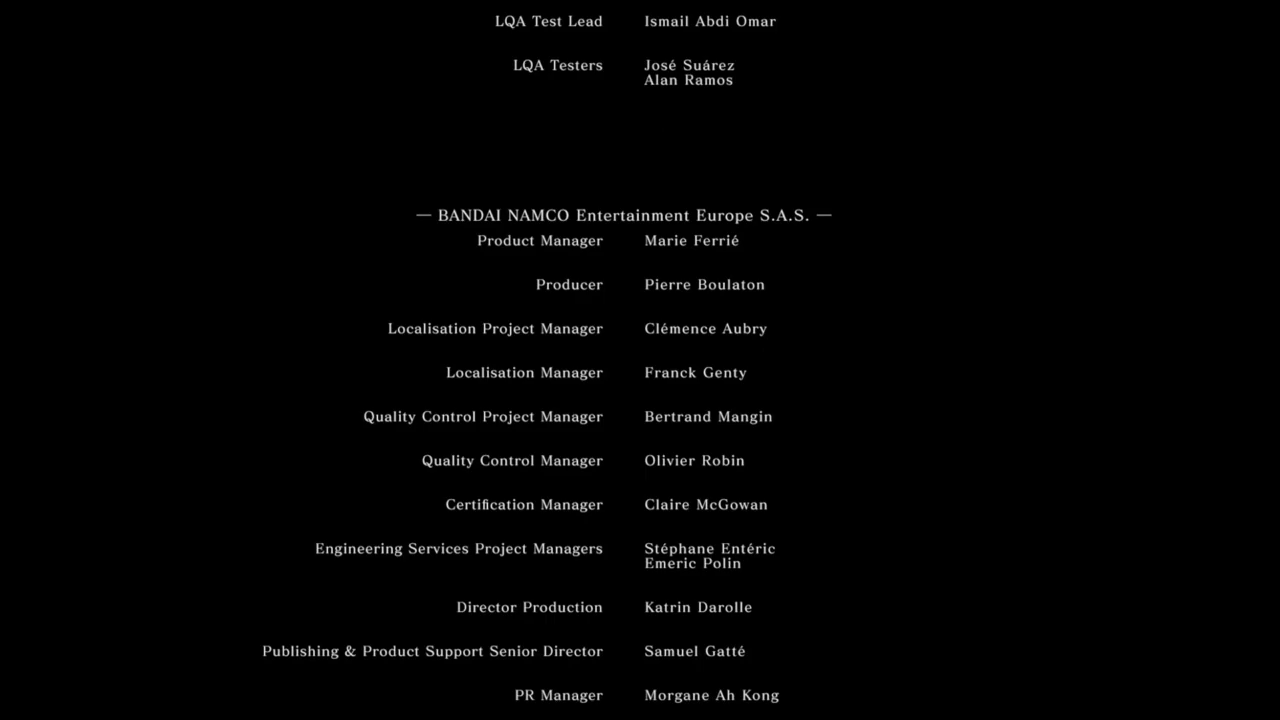 LQA Test Lead Ismail Abdi Omar
LQA Testers José Suárez
Alan Ramos
— BANDAI NAMCO Entertainment Europe S.A.S. —
Product Manager Marie Ferrié
Producer Pierre Boulaton
Localisation Project Manager Clémence Aubry
Localisation Manager Franck Genty
Quality Control Project Manager Bertrand Mangin
Quality Control Manager Olivier Robin
Certification Manager Claire McGowan
Engineering Services Project Managers Stéphane Entéric
Emeric Polin
Director Production Katrin Darolle
Publishing & Product Support Senior Director Samuel Gatté
PR Manager Morgane Ah Kong